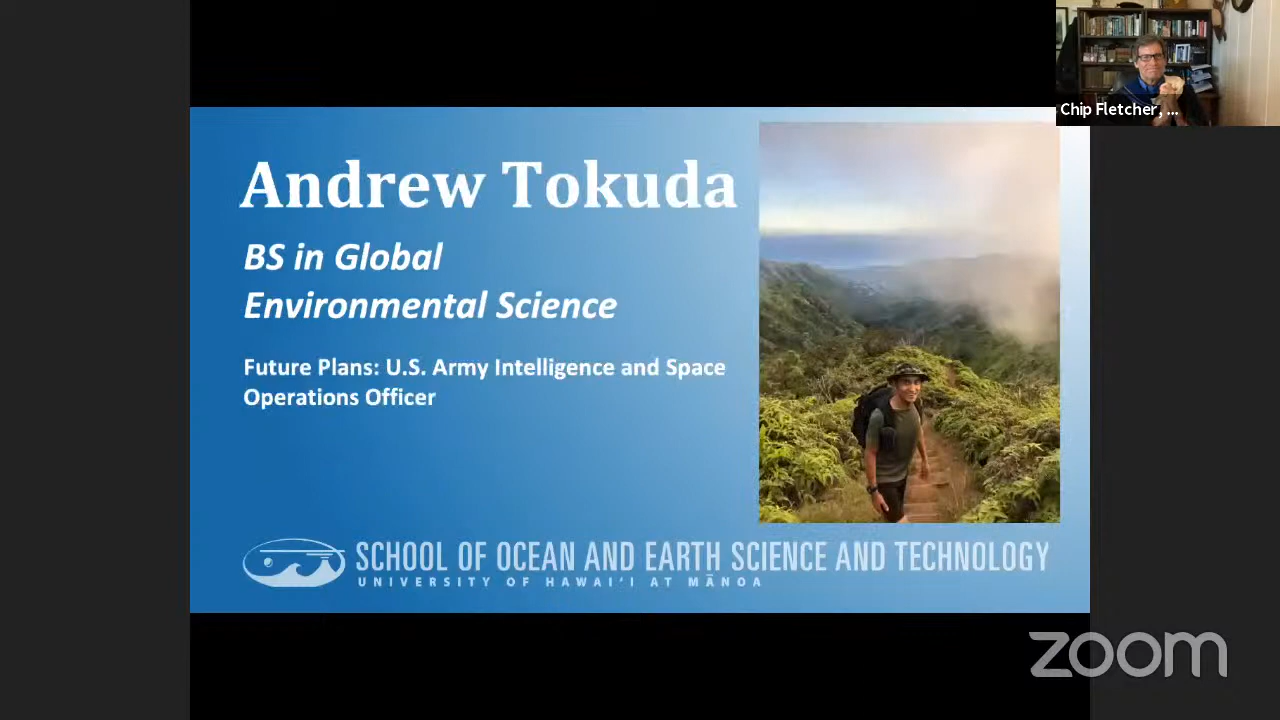 Chip Fletcher, ...
Andrew Tokuda
BS in Global
Environmental Science
Future Plans: U.S. Army Intelligence and Space
Operations Officer
SCHOOL OF OCEAN AND EARTH SCIENCE AND TECHNOLOGY
UNIVERSITY OF HAWAI‘I AT MĀNOA
zoom